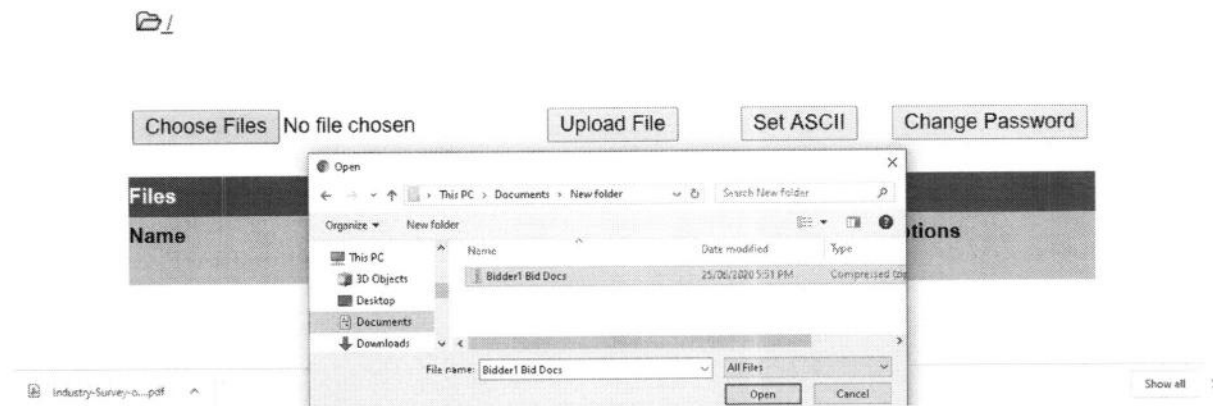 /
Choose Files No file chosen Upload File Set ASCII Change Password
Open
This PC > Documents > New folder Search New folder
Files
Organize New folder
Name ptions
Name Date modified Type
This PC
Bidder1 Bid Docs 25/06/2020 5:51 PM Compressed (zip
3D Objects
Desktop
Documents
Downloads
File name: Bidder1 Bid Docs All Files
Industry-Survey-o....pdf Show all
Open Cancel